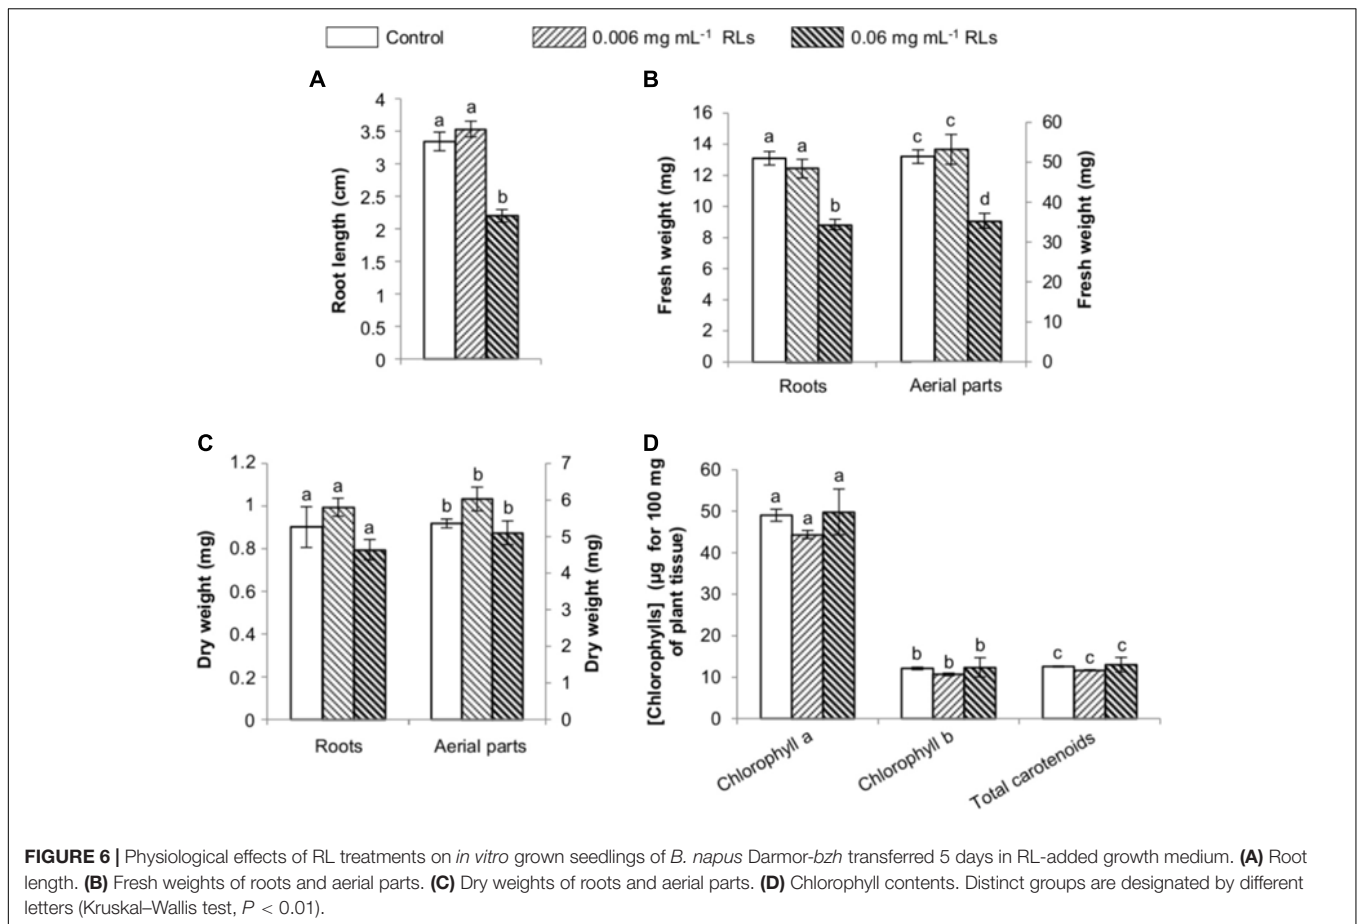 Control 0.006 mg mL⁻¹ RLs 0.06 mg mL⁻¹ RLs
A
Root length (cm)
4
3.5
3
2.5
2
1.5
1
0.5
0
a a b
B
Fresh weight (mg)
16
14
12
10
8
6
4
2
0
a a b c c d
60
50
40
30
20
10
0
Fresh weight (mg)
Roots Aerial parts
C
Dry weight (mg)
1.2
1
0.8
0.6
0.4
0.2
0
a a a b b b
7
6
5
4
3
2
1
0
Dry weight (mg)
Roots Aerial parts
D
[Chlorophylls] (µg for 100 mg
of plant tissue)
60
50
40
30
20
10
0
a a a b b b c c c
Chlorophyll a Chlorophyll b Total carotenoids
FIGURE 6 | Physiological effects of RL treatments on in vitro grown seedlings of B. napus Darmor-bzh transferred 5 days in RL-added growth medium. (A) Root
length. (B) Fresh weights of roots and aerial parts. (C) Dry weights of roots and aerial parts. (D) Chlorophyll contents. Distinct groups are designated by different
letters (Kruskal–Wallis test, P < 0.01).